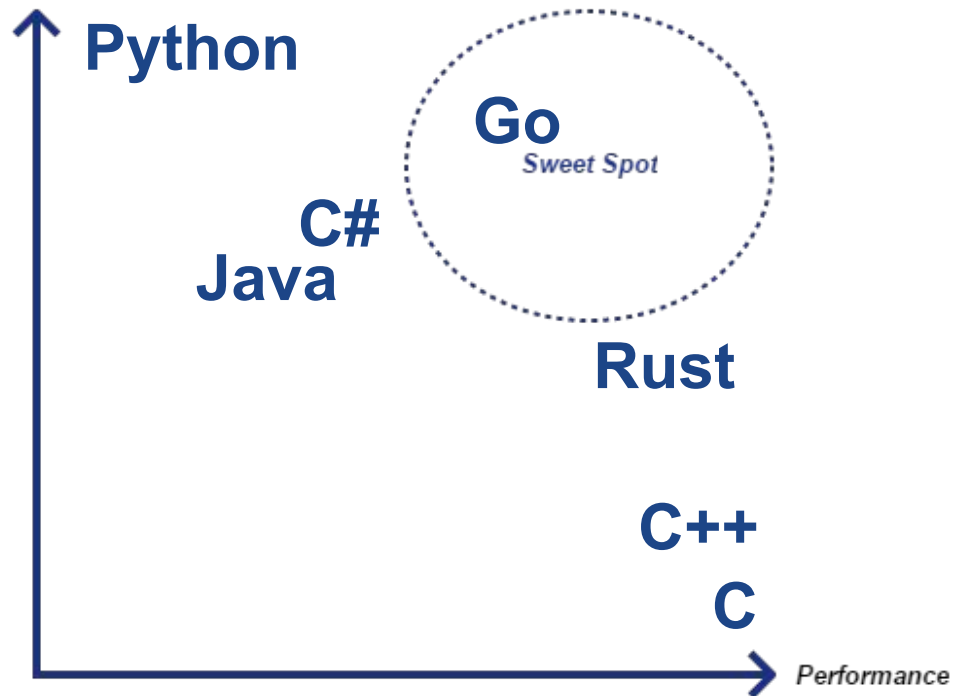 Python
Go
Sweet Spot
C#
Java
Rust
C++
C
Performance